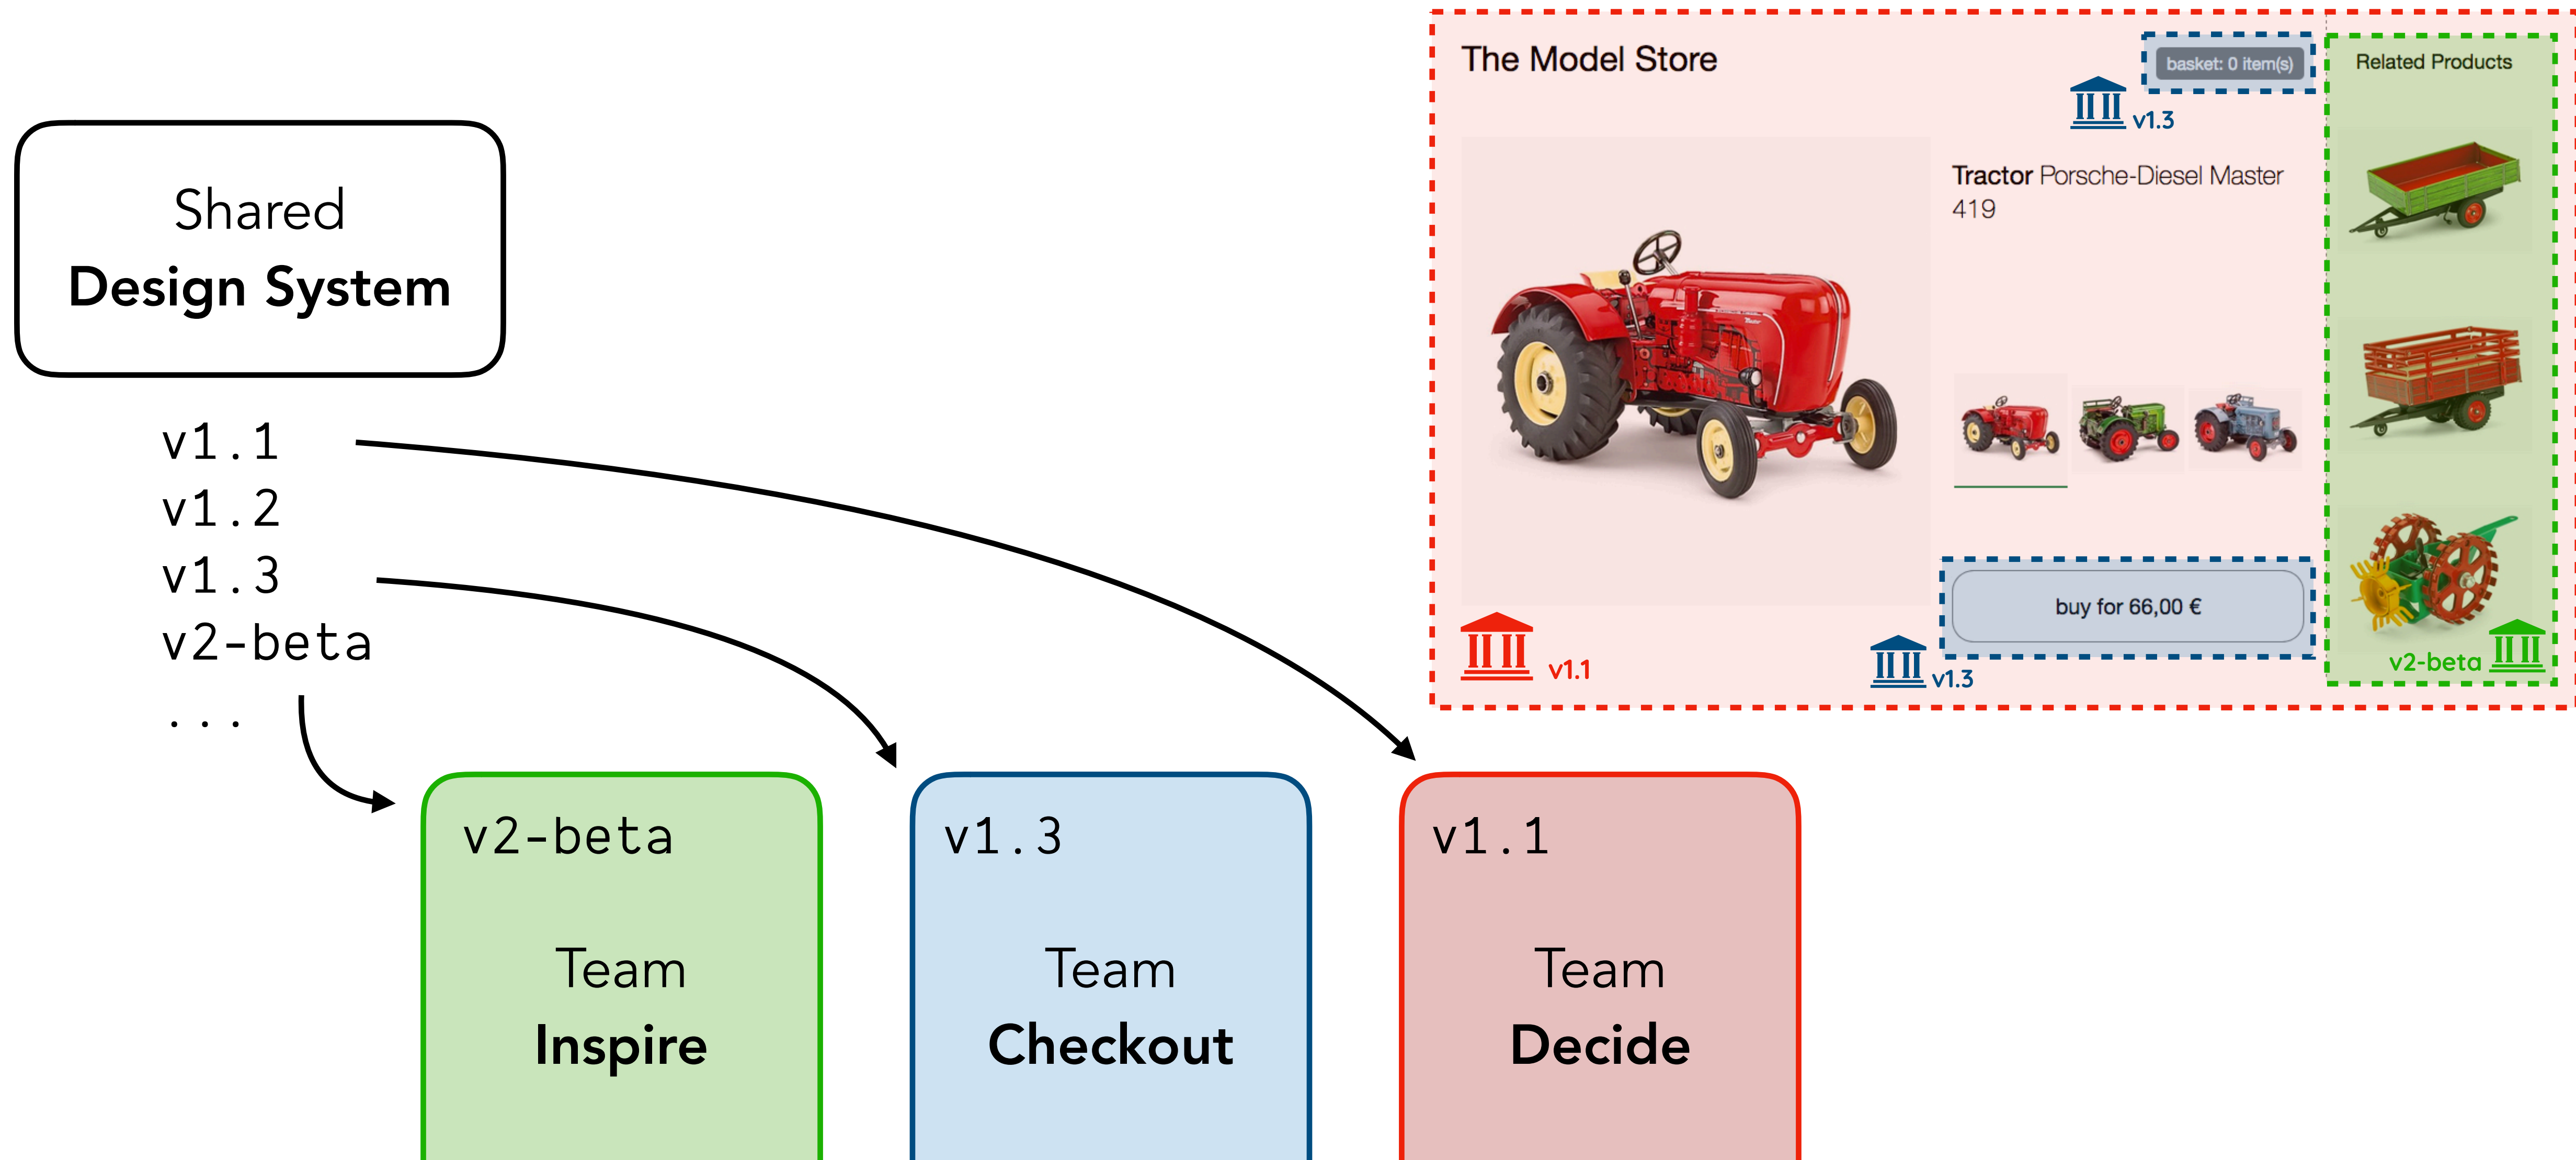 Shared
Design System
v1.1
v1.2
v1.3
v2-beta
...
The Model Store
basket: 0 item(s)
v1.3
Tractor Porsche-Diesel Master
419
buy for 66,00 €
v1.1
v1.3
Related Products
v2-beta
v2-beta
Team
Inspire
v1.3
Team
Checkout
v1.1
Team
Decide